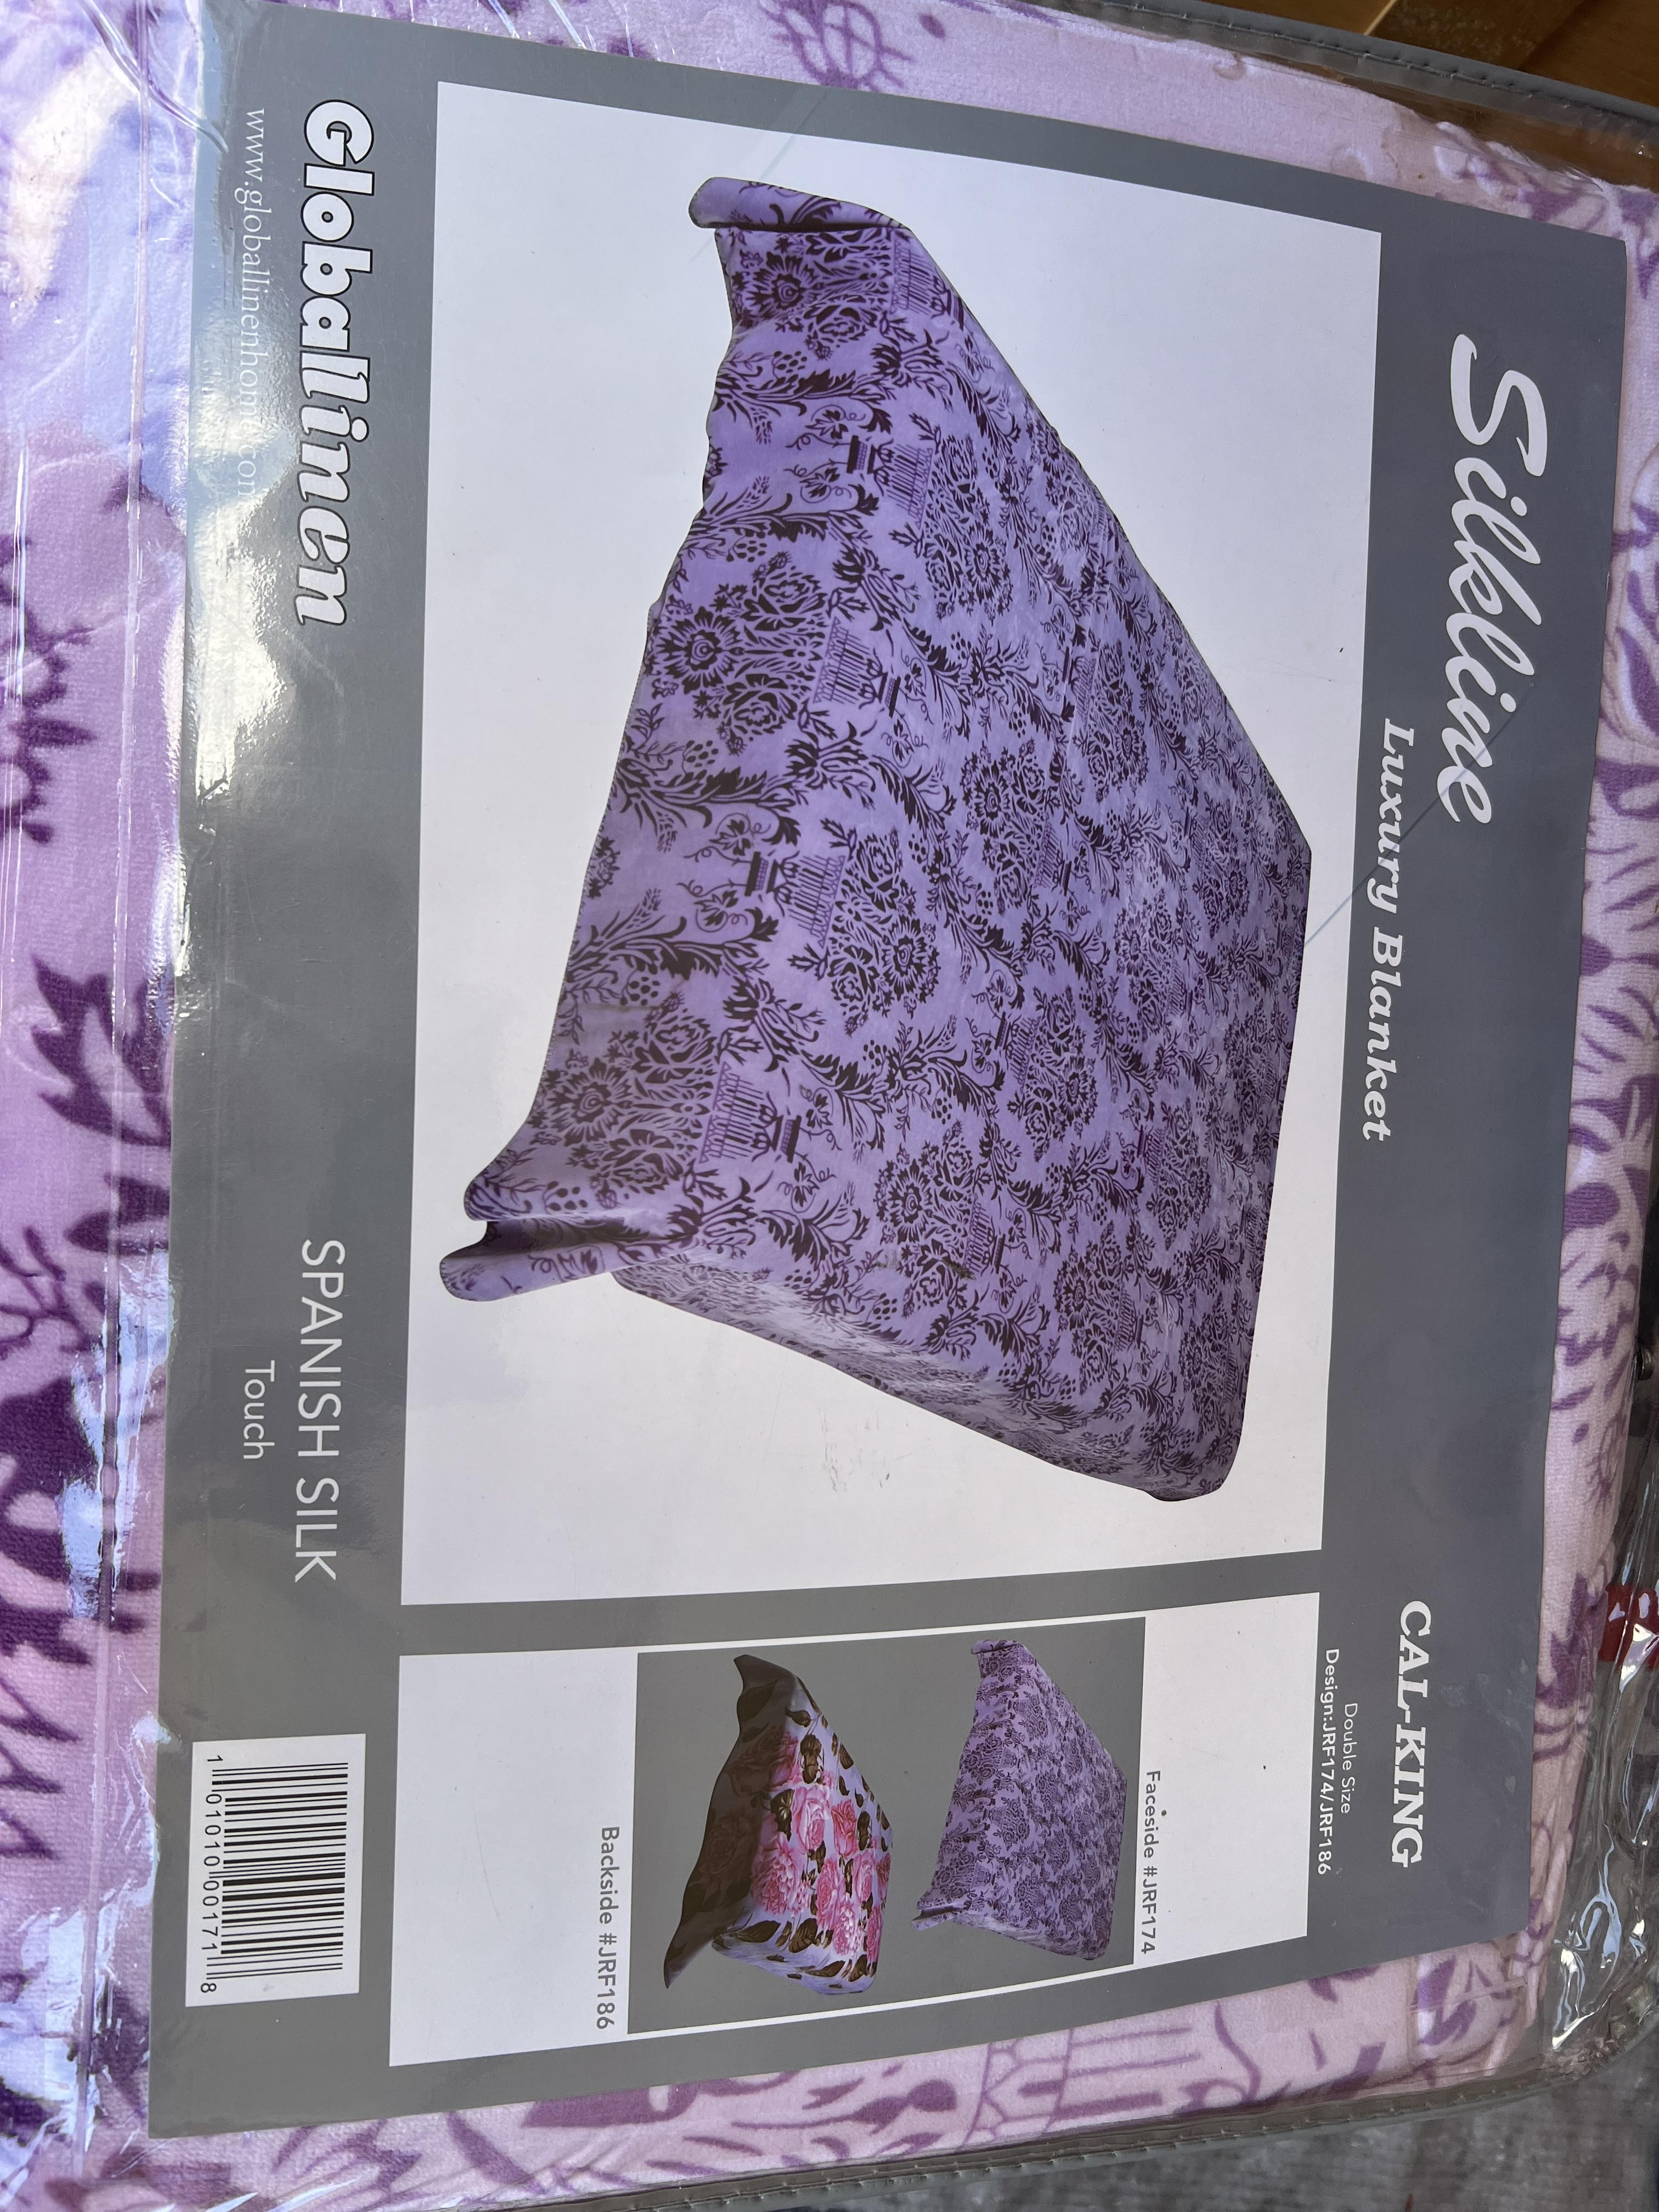 Silkline
Luxury Blanket
CAL-KING
Double Size
Design:JRF174/JRF186
Faceside #JRF174
Backside #JRF186
Globallinen
www.globallinenhome.com
SPANISH SILK
Touch
1 01010 00171 8